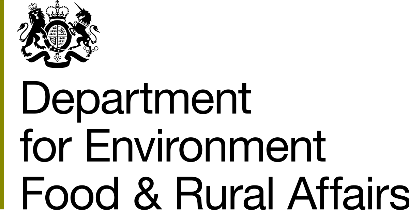 Department
for Environment
Food & Rural Affairs